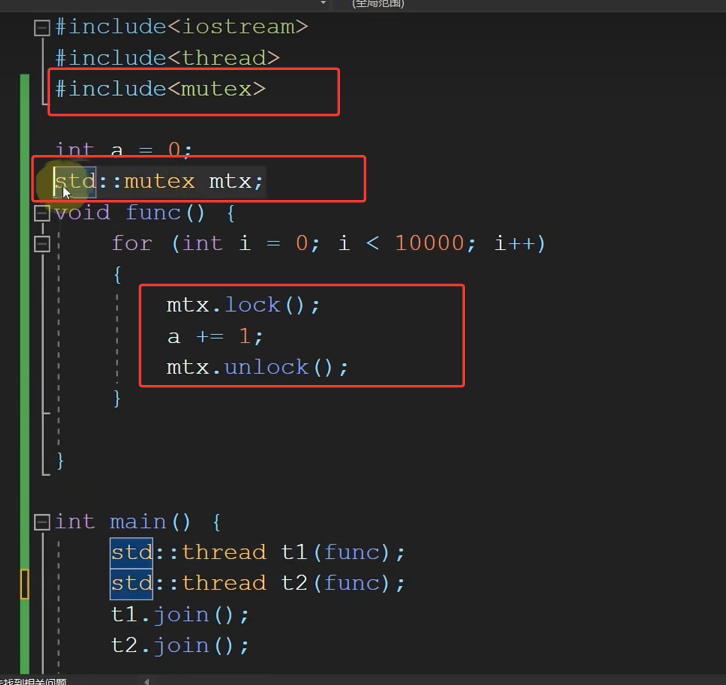 (全局范围)
#include<iostream>
#include<thread>
#include<mutex>
int a = 0;
std::mutex mtx;
void func() {
for (int i = 0; i < 10000; i++)
{
mtx.lock();
a += 1;
mtx.unlock();
}
}
int main() {
std::thread t1(func);
std::thread t2(func);
t1.join();
t2.join();
找到相关问题